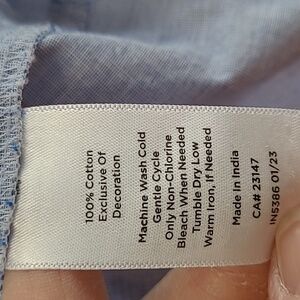 100% Cotton
Exclusive Of
Decoration
Machine Wash Cold
Gentle Cycle
Only Non-Chlorine
Bleach When Needed
Tumble Dry Low
Warm Iron, If Needed
Made In India
CA# 23147
IN5386 01/23